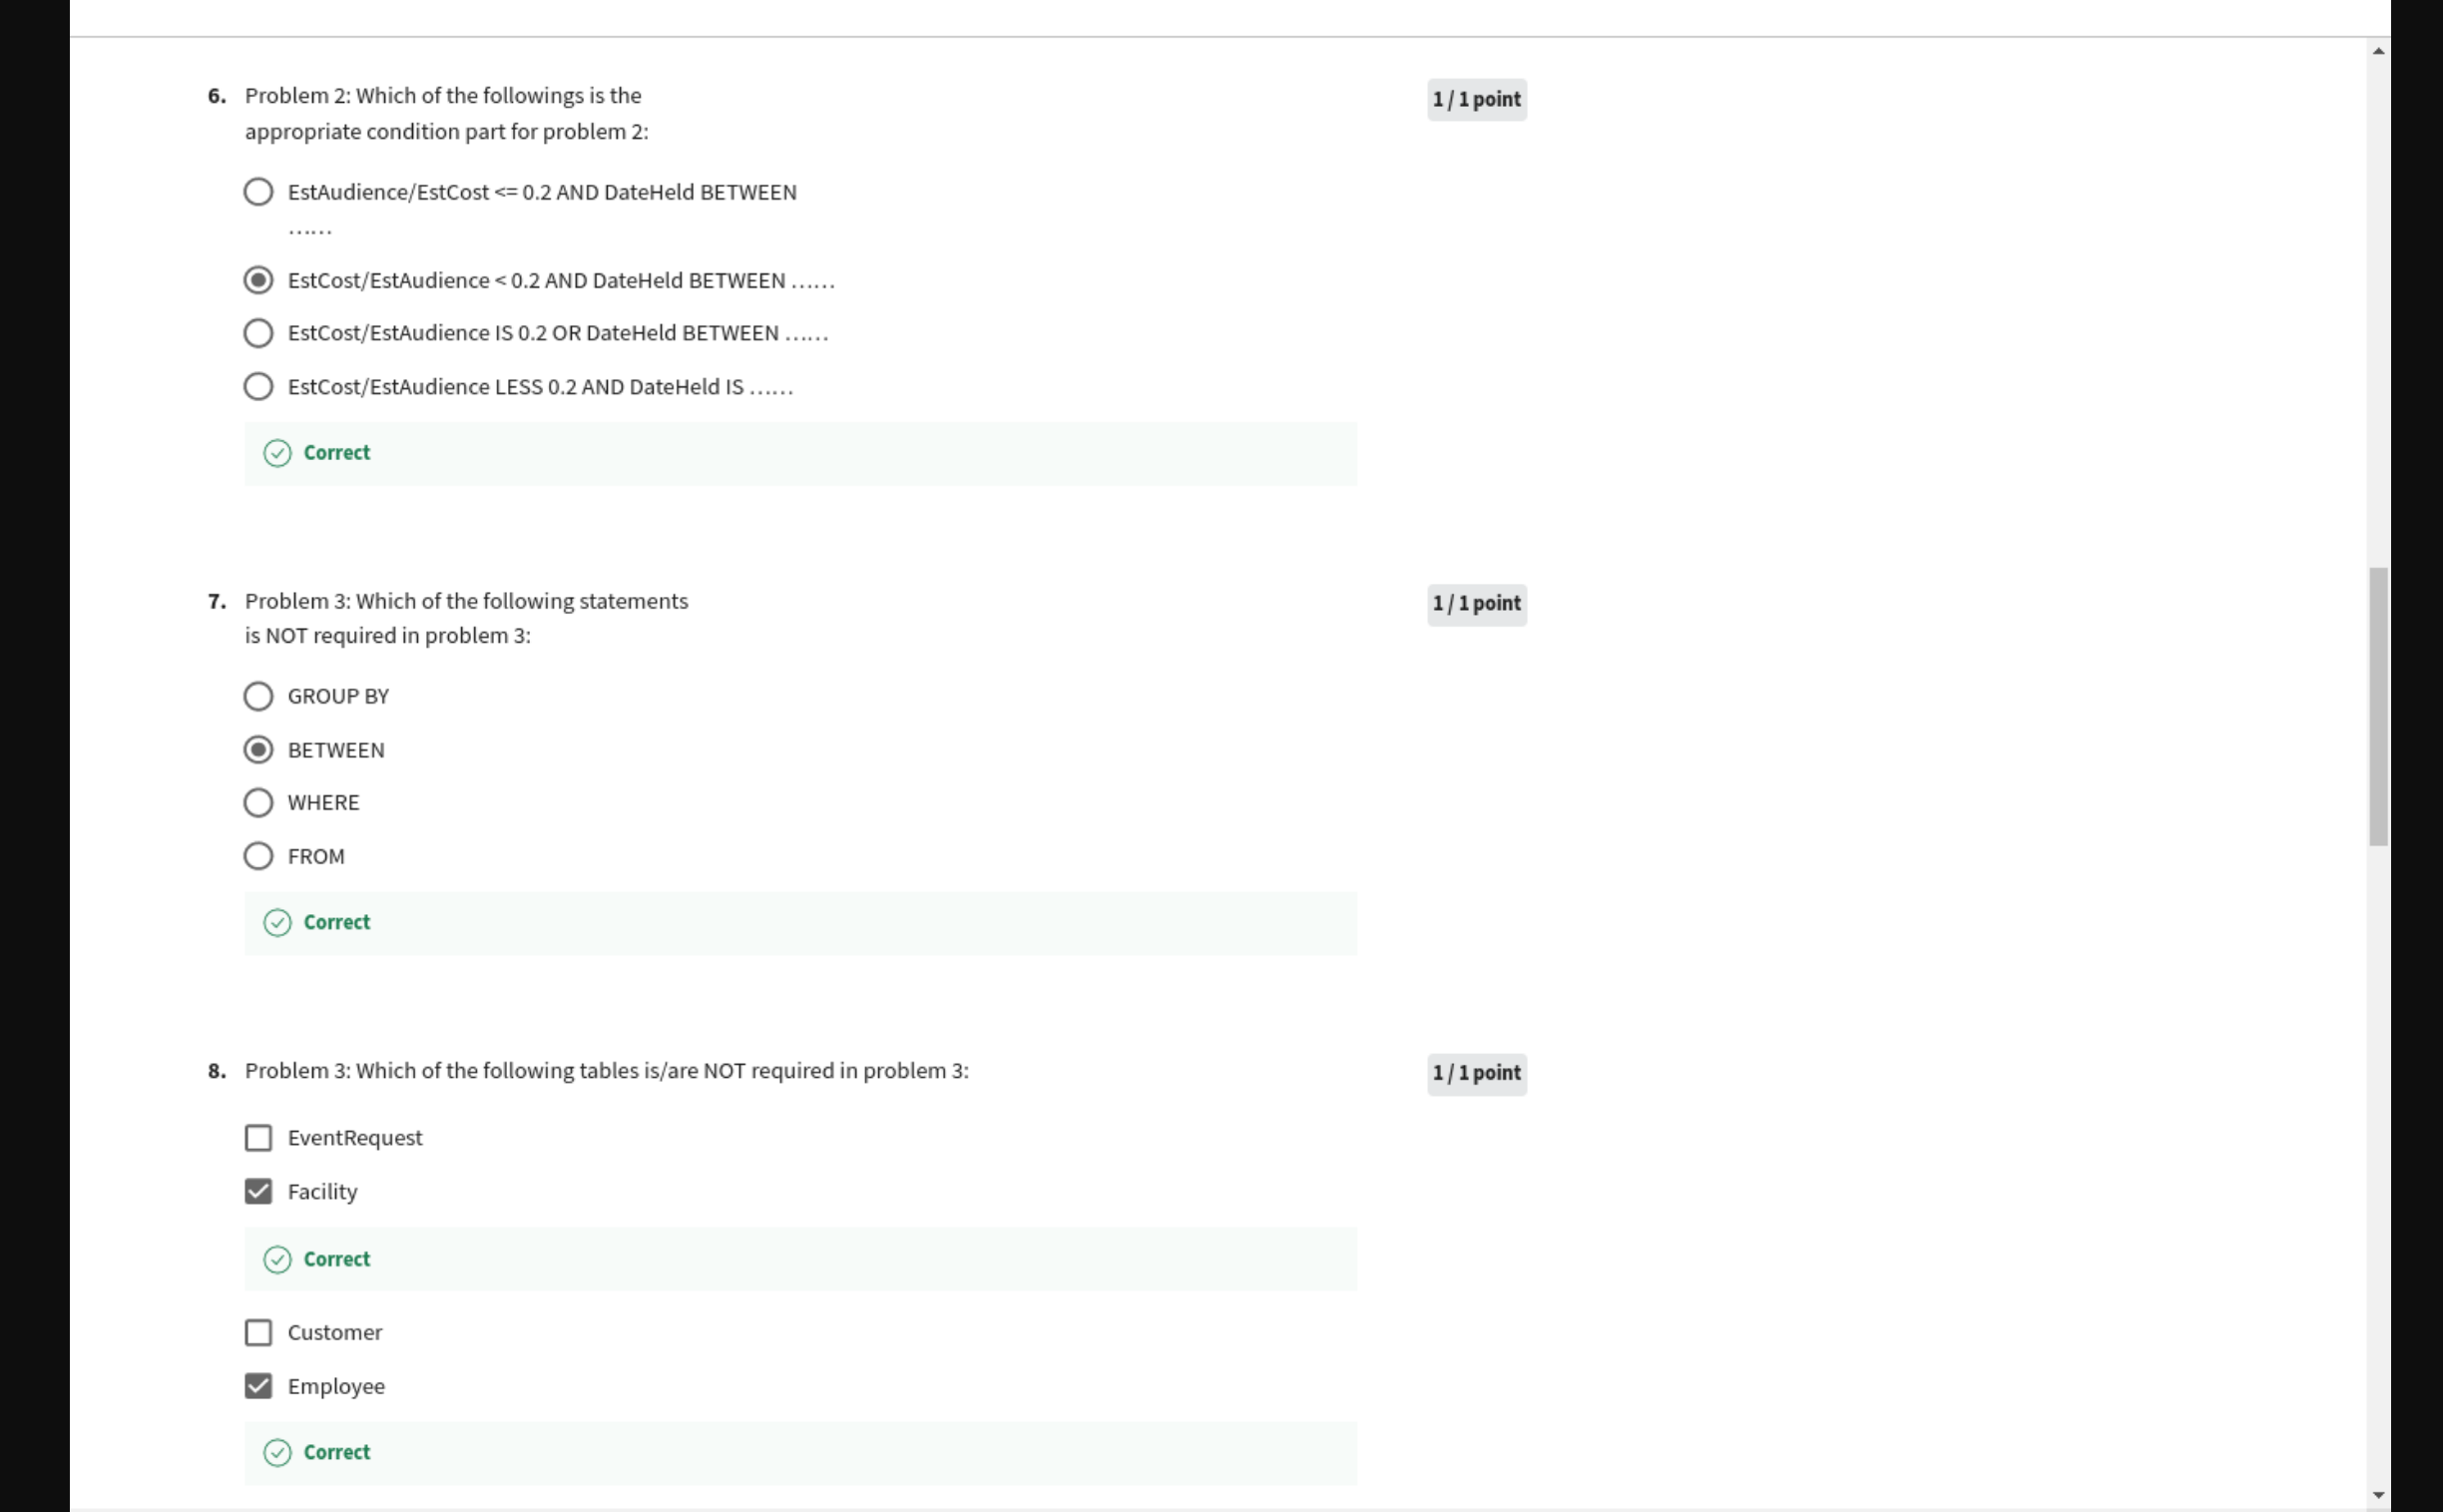 6. Problem 2: Which of the followings is the
appropriate condition part for problem 2:
1 / 1 point
EstAudience/EstCost <= 0.2 AND DateHeld BETWEEN
……
EstCost/EstAudience < 0.2 AND DateHeld BETWEEN ……
EstCost/EstAudience IS 0.2 OR DateHeld BETWEEN ……
EstCost/EstAudience LESS 0.2 AND DateHeld IS ……
Correct
7. Problem 3: Which of the following statements
is NOT required in problem 3:
1 / 1 point
GROUP BY
BETWEEN
WHERE
FROM
Correct
8. Problem 3: Which of the following tables is/are NOT required in problem 3:
1 / 1 point
EventRequest
Facility
Correct
Customer
Employee
Correct